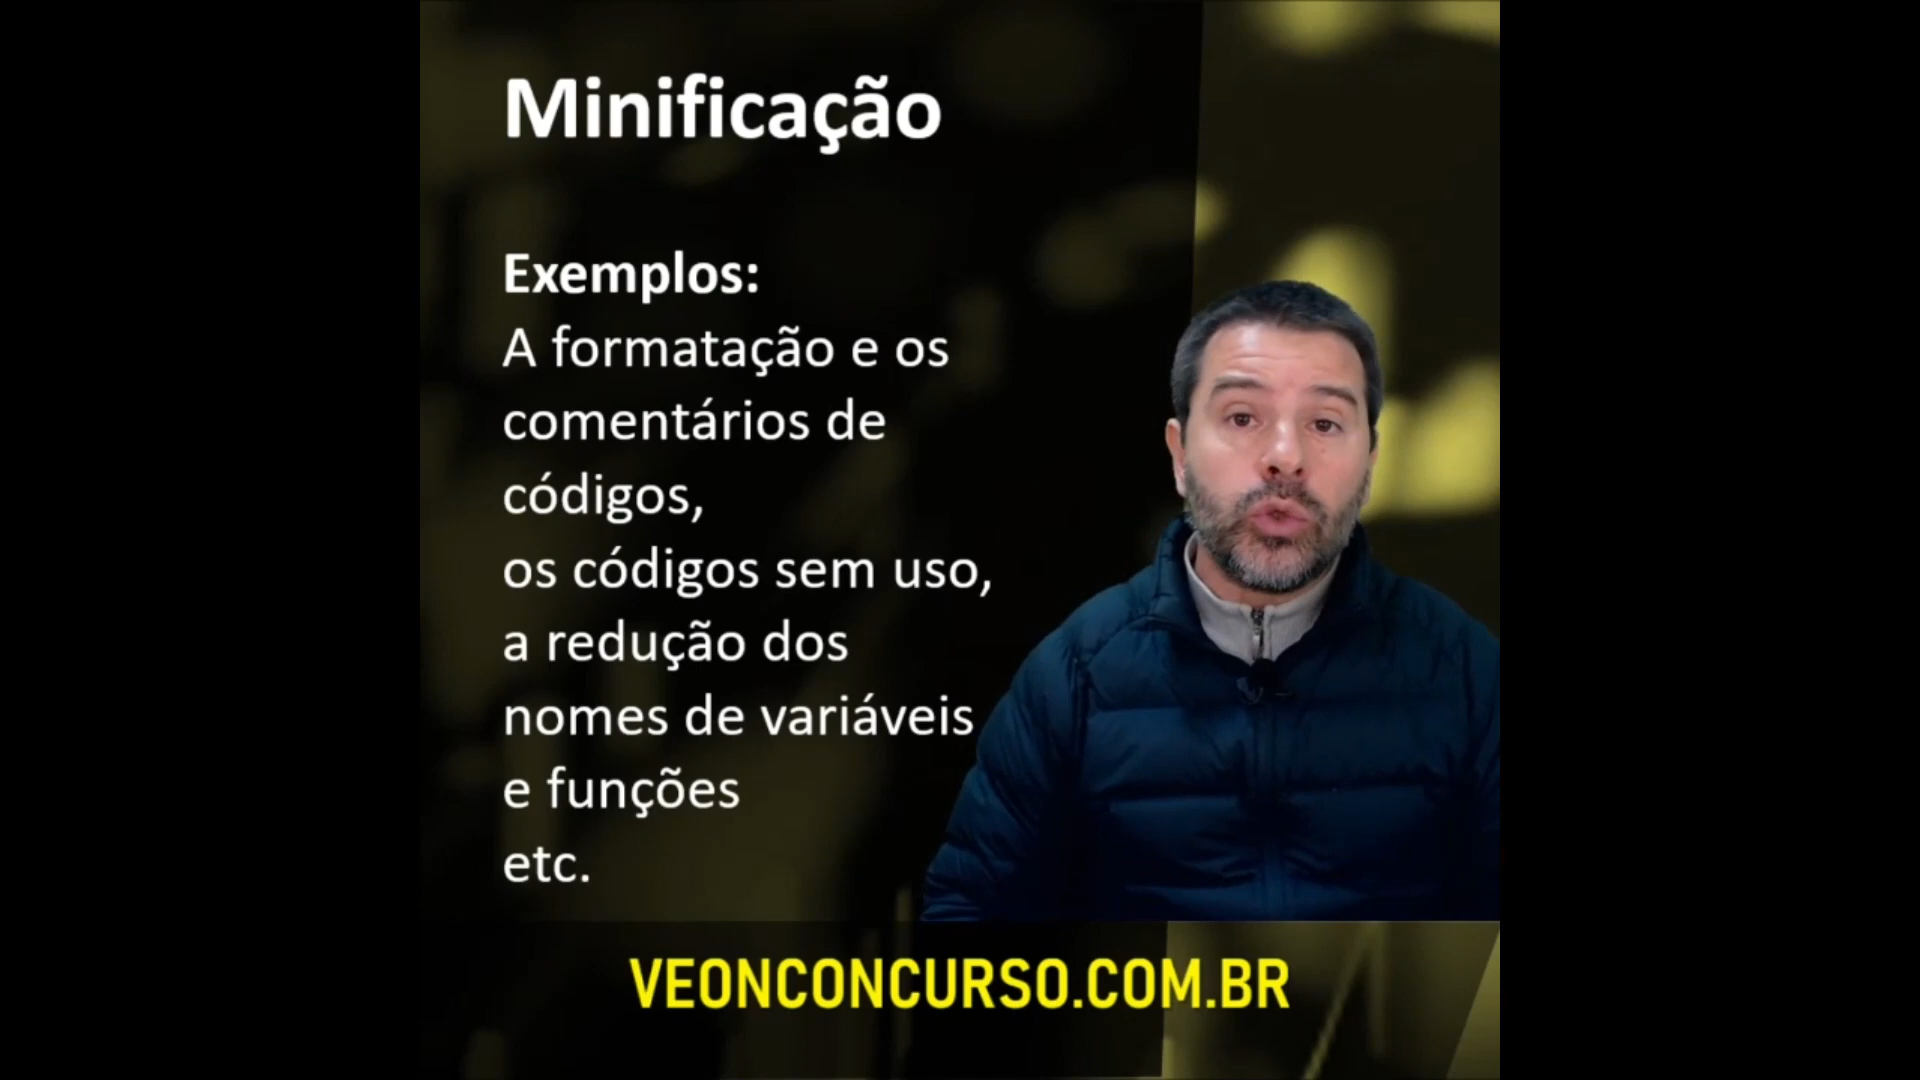 Minificação
Exemplos:
A formatação e os
comentários de
códigos,
os códigos sem uso,
a redução dos
nomes de variáveis
e funções
etc.
VEONCONCURSO.COM.BR